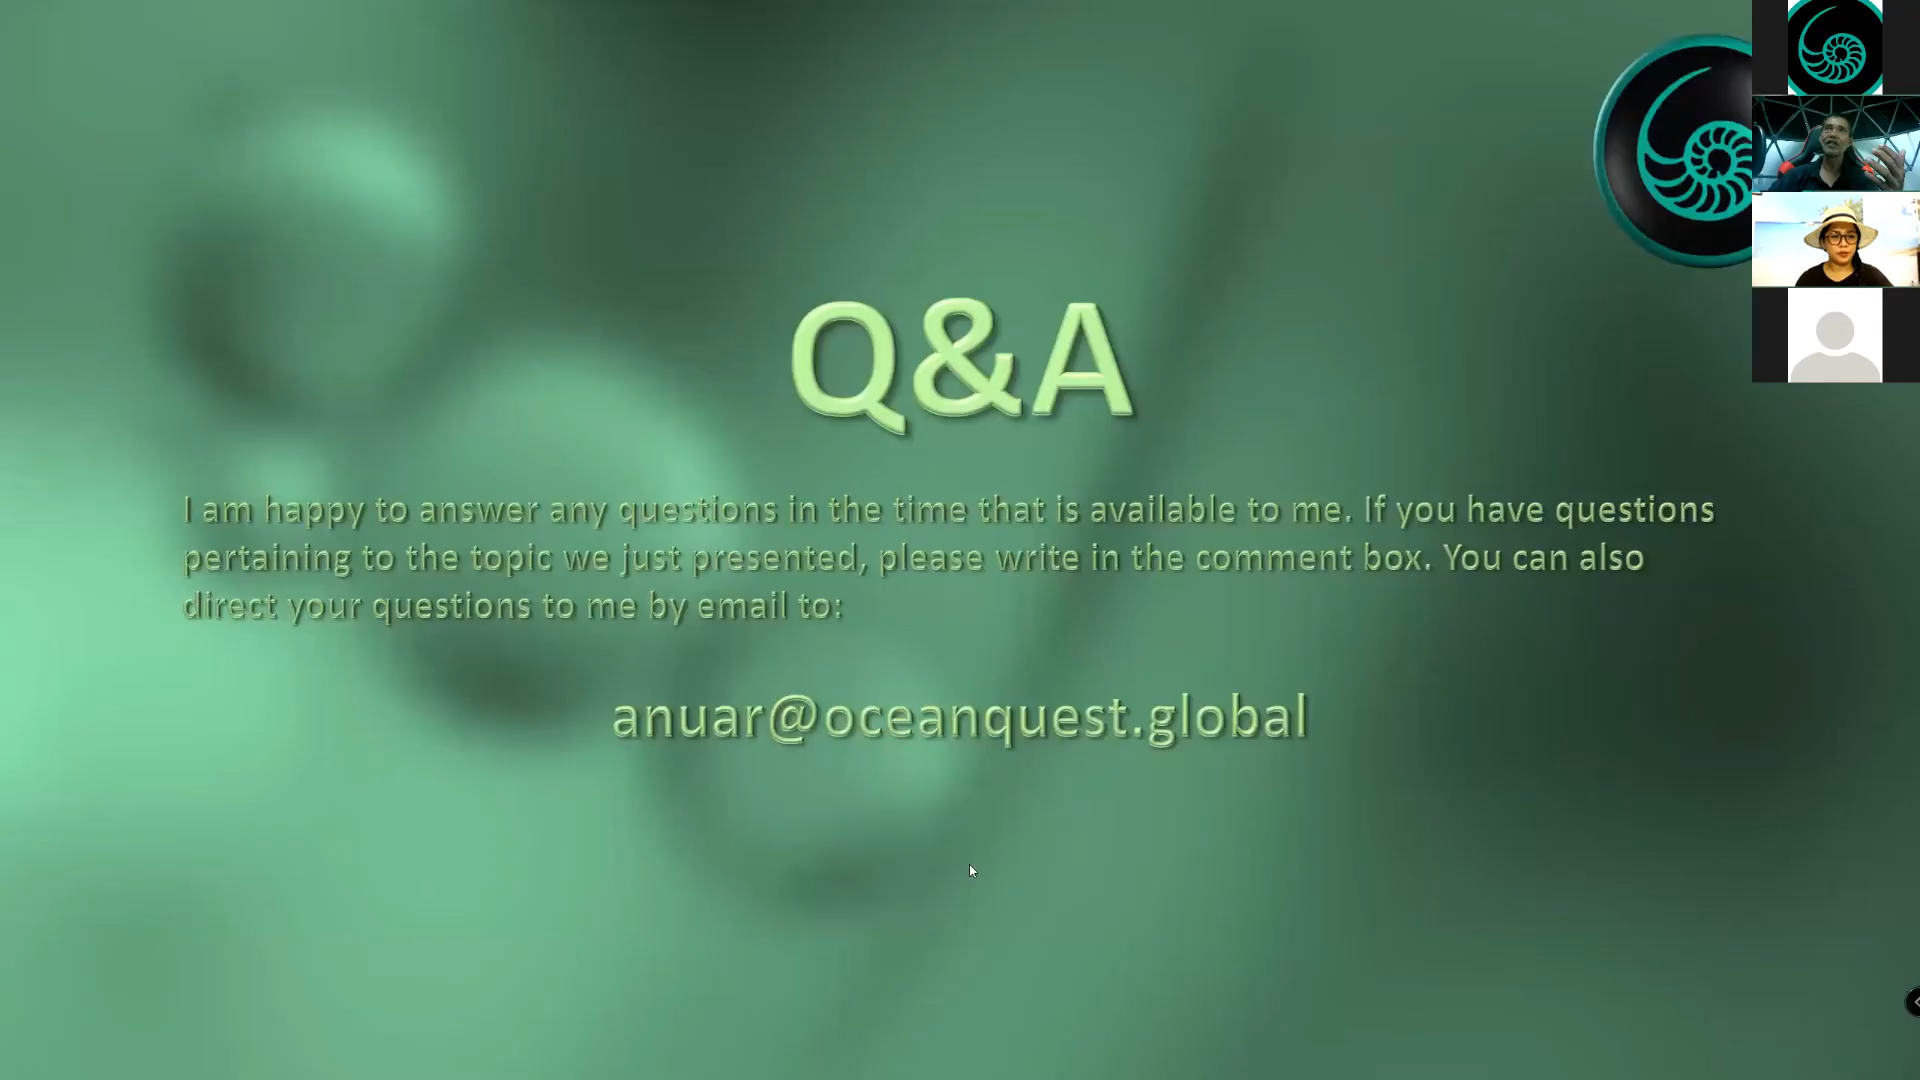 Q&A
I am happy to answer any questions in the time that is available to me. If you have questions
pertaining to the topic we just presented, please write in the comment box. You can also
direct your questions to me by email to:
anuar@oceanquest.global